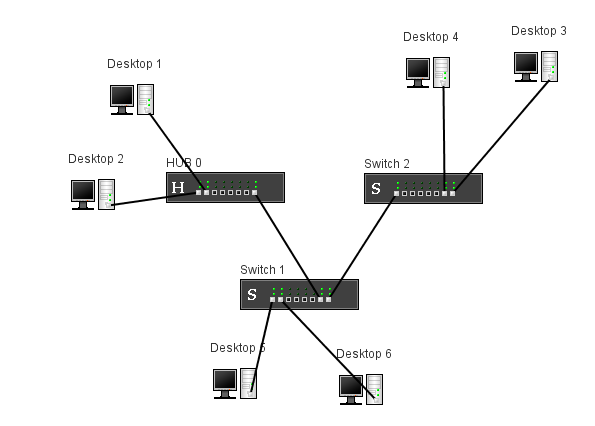 Desktop 3
Desktop 4
Desktop 1
Desktop 2
HUB 0
H
Switch 2
S
Switch 1
S
Desktop 5
Desktop 6